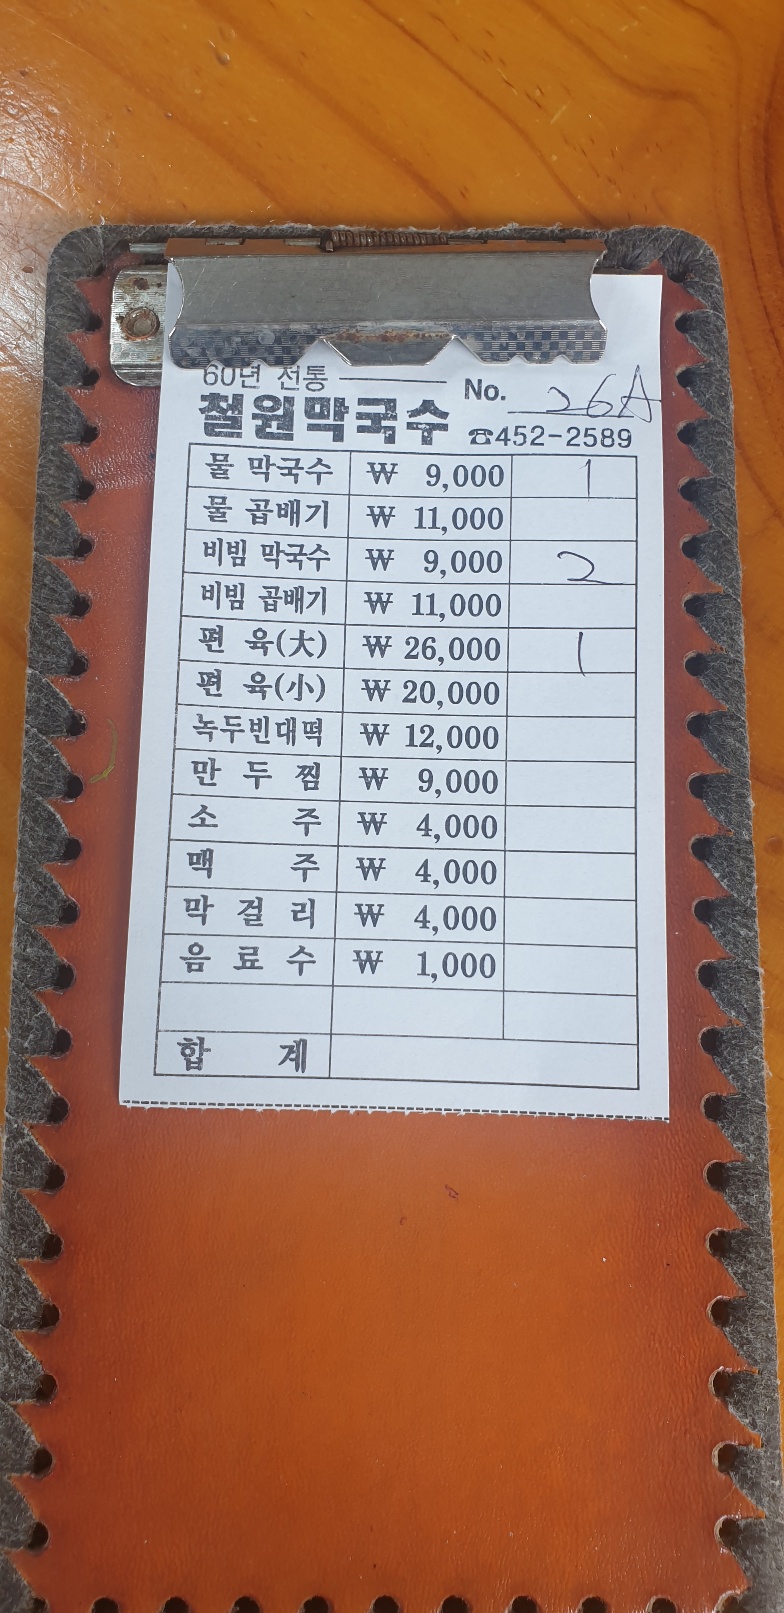 60년 전통
No. 26A
철원막국수 ☎452-2589
물 막국수 ₩ 9,000 1
물 곱배기 ₩ 11,000
비빔 막국수 ₩ 9,000 2
비빔 곱배기 ₩ 11,000
편 육(大) ₩ 26,000 1
편 육(小) ₩ 20,000
녹두빈대떡 ₩ 12,000
만 두 찜 ₩ 9,000
소 주 ₩ 4,000
맥 주 ₩ 4,000
막 걸 리 ₩ 4,000
음 료 수 ₩ 1,000
합 계